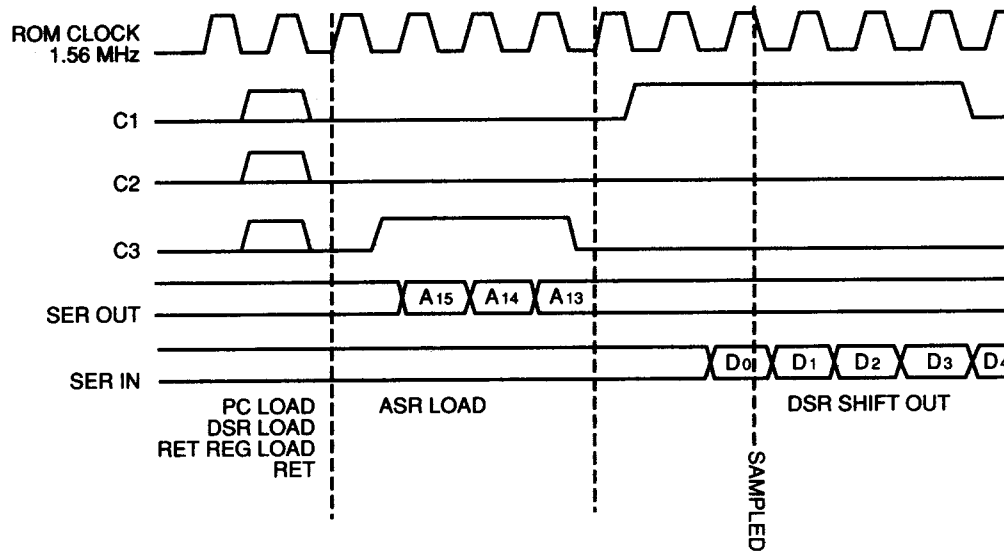 ROM CLOCK
1.56 MHz
C1
C2
C3
SER OUT
A15 A14 A13
SER IN
D0 D1 D2 D3 D4
PC LOAD
DSR LOAD
RET REG LOAD
RET
ASR LOAD
DSR SHIFT OUT
SAMPLED